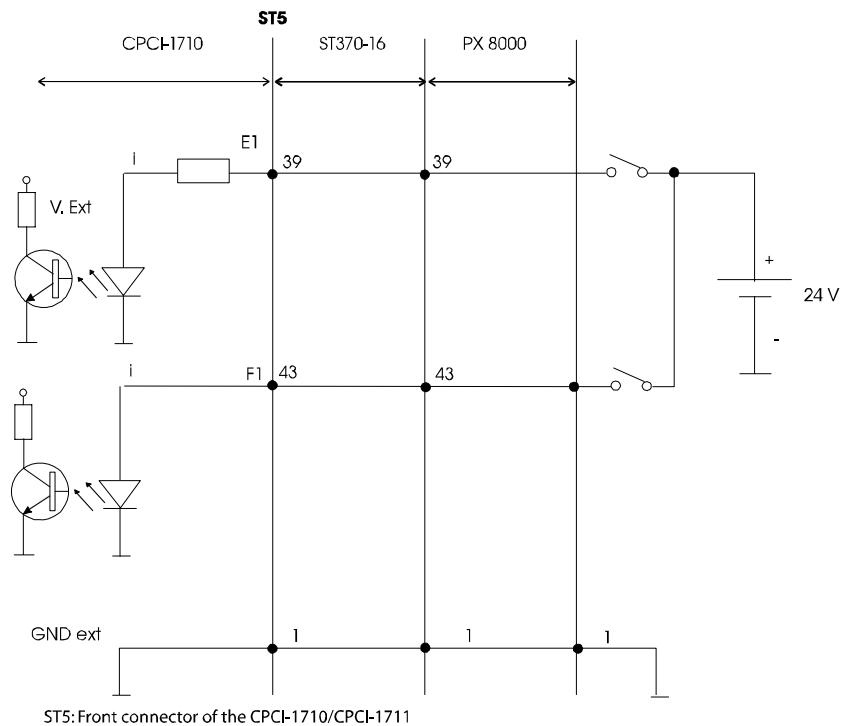 ST5
CPCI-1710 ST370-16 PX 8000
E1
i 39 39
V. Ext
+
24 V
-
i F1 43 43
GND ext 1 1 1
ST5: Front connector of the CPCI-1710/CPCI-1711